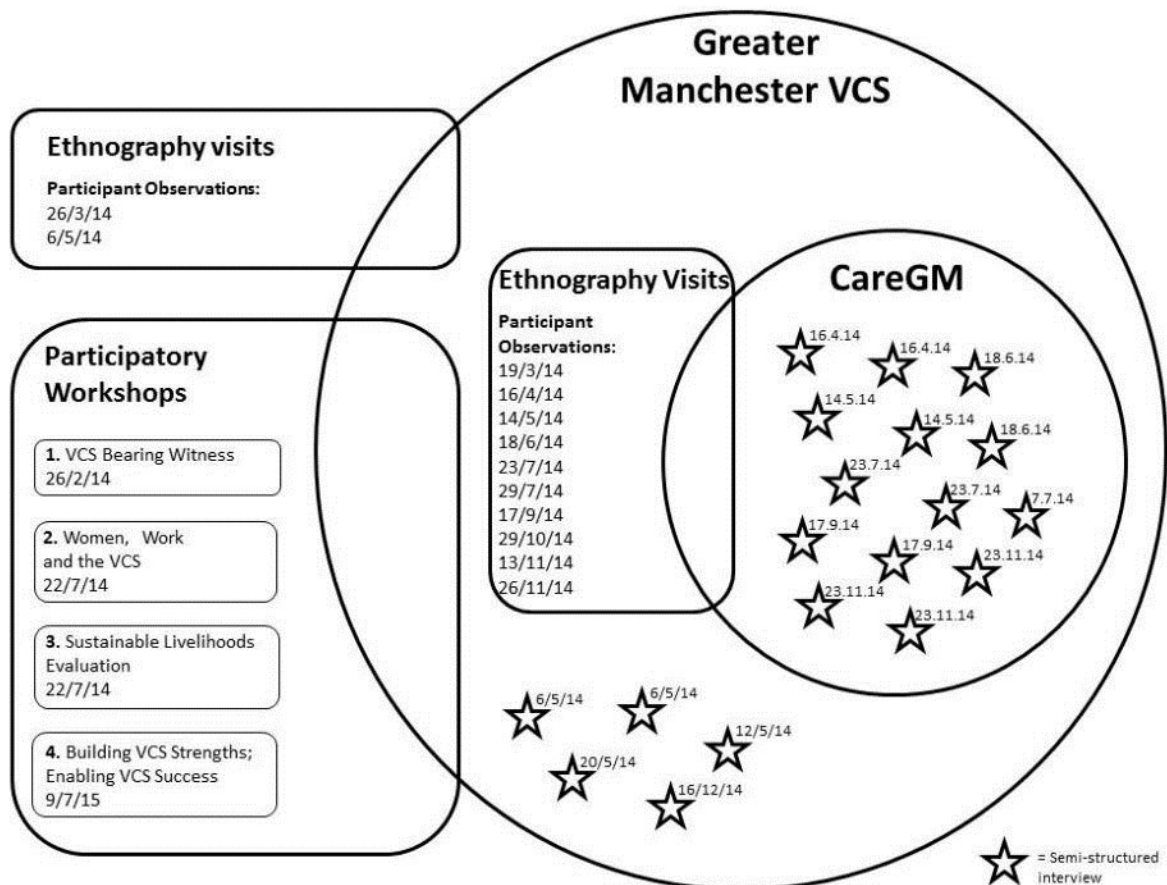 Greater
Manchester VCS
Ethnography visits
Participant Observations:
26/3/14
6/5/14
Participatory
Workshops
1. VCS Bearing Witness
26/2/14
2. Women, Work
and the VCS
22/7/14
3. Sustainable Livelihoods
Evaluation
22/7/14
4. Building VCS Strengths;
Enabling VCS Success
9/7/15
Ethnography Visits
Participant
Observations:
19/3/14
16/4/14
14/5/14
18/6/14
23/7/14
29/7/14
17/9/14
29/10/14
13/11/14
26/11/14
CareGM
16.4.14
16.4.14
18.6.14
14.5.14
14.5.14
18.6.14
23.7.14
23.7.14
7.7.14
17.9.14
17.9.14
23.11.14
23.11.14
23.11.14
6/5/14
6/5/14
12/5/14
20/5/14
16/12/14
= Semi-structured
interview